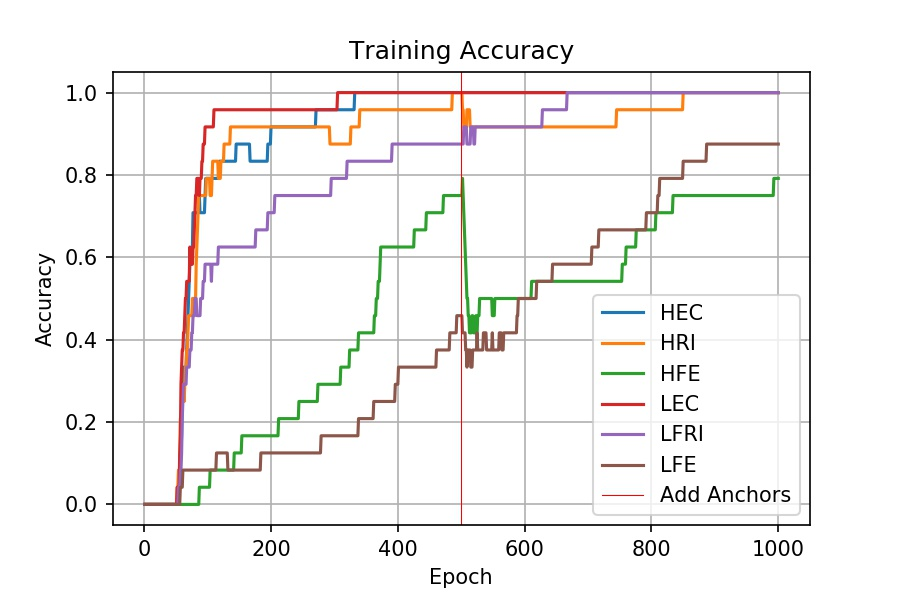 Training Accuracy
1.0
0.8
0.6
0.4
0.2
0.0
Accuracy
0 200 400 600 800 1000
Epoch
HEC
HRI
HFE
LEC
LFRI
LFE
Add Anchors